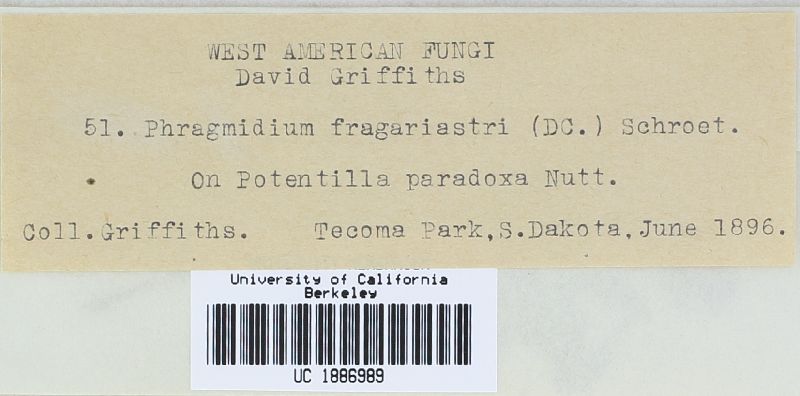 WEST AMERICAN FUNGI
David Griffiths
51. Phragmidium fragariastri (DC.) Schroet.
On Potentilla paradoxa Nutt.
Coll.Griffiths. Tecoma Park,S.Dakota,June 1896.
University of California
Berkeley
UC 1886989